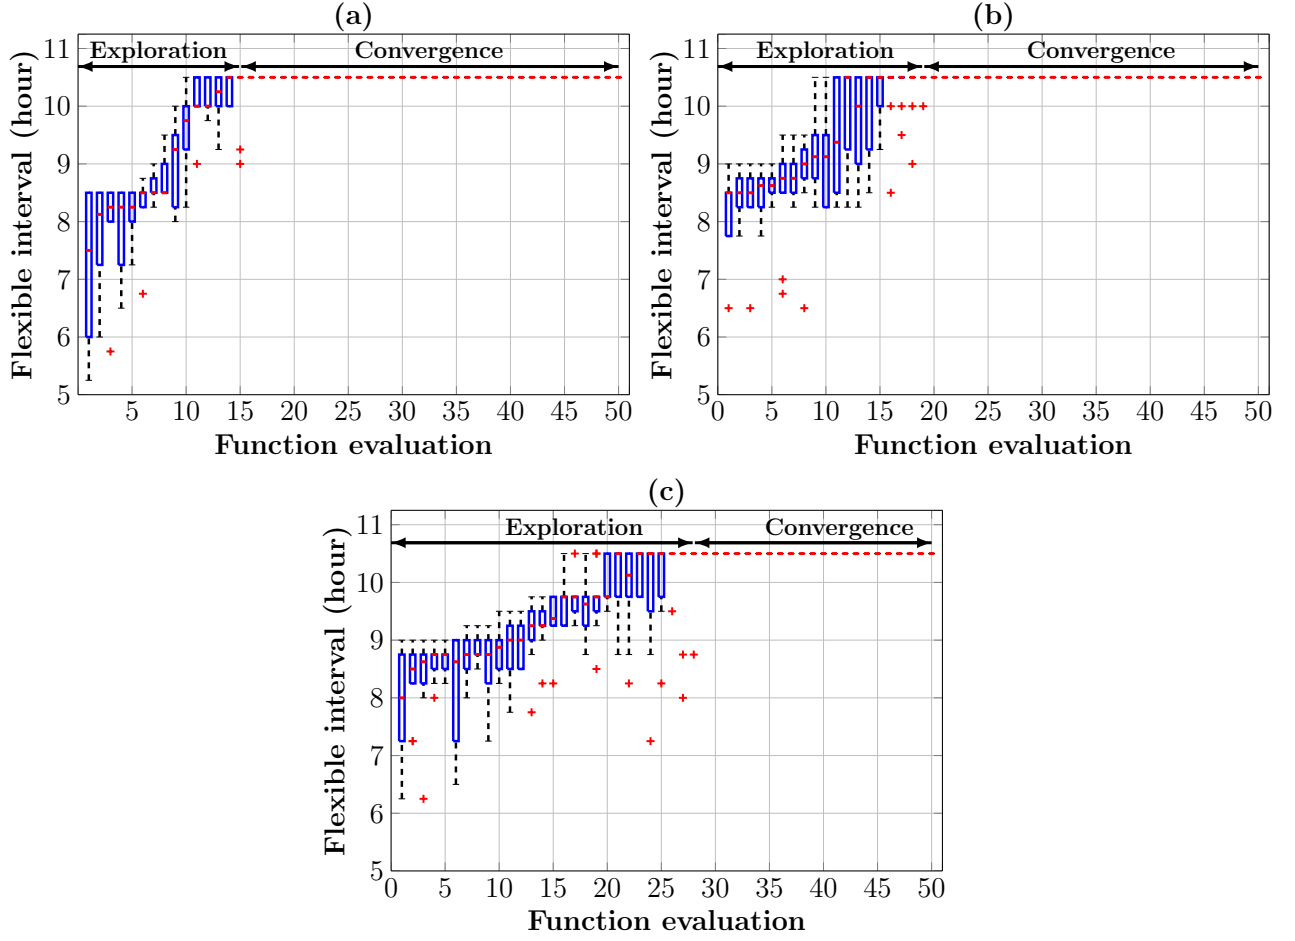 (a)
Exploration
Convergence
Flexible interval (hour)
11
10
9
8
7
6
5
5 10 15 20 25 30 35 40 45 50
Function evaluation
(b)
Exploration
Convergence
Flexible interval (hour)
11
10
9
8
7
6
5
0 5 10 15 20 25 30 35 40 45 50
Function evaluation
(c)
Exploration
Convergence
Flexible interval (hour)
11
10
9
8
7
6
5
0 5 10 15 20 25 30 35 40 45 50
Function evaluation